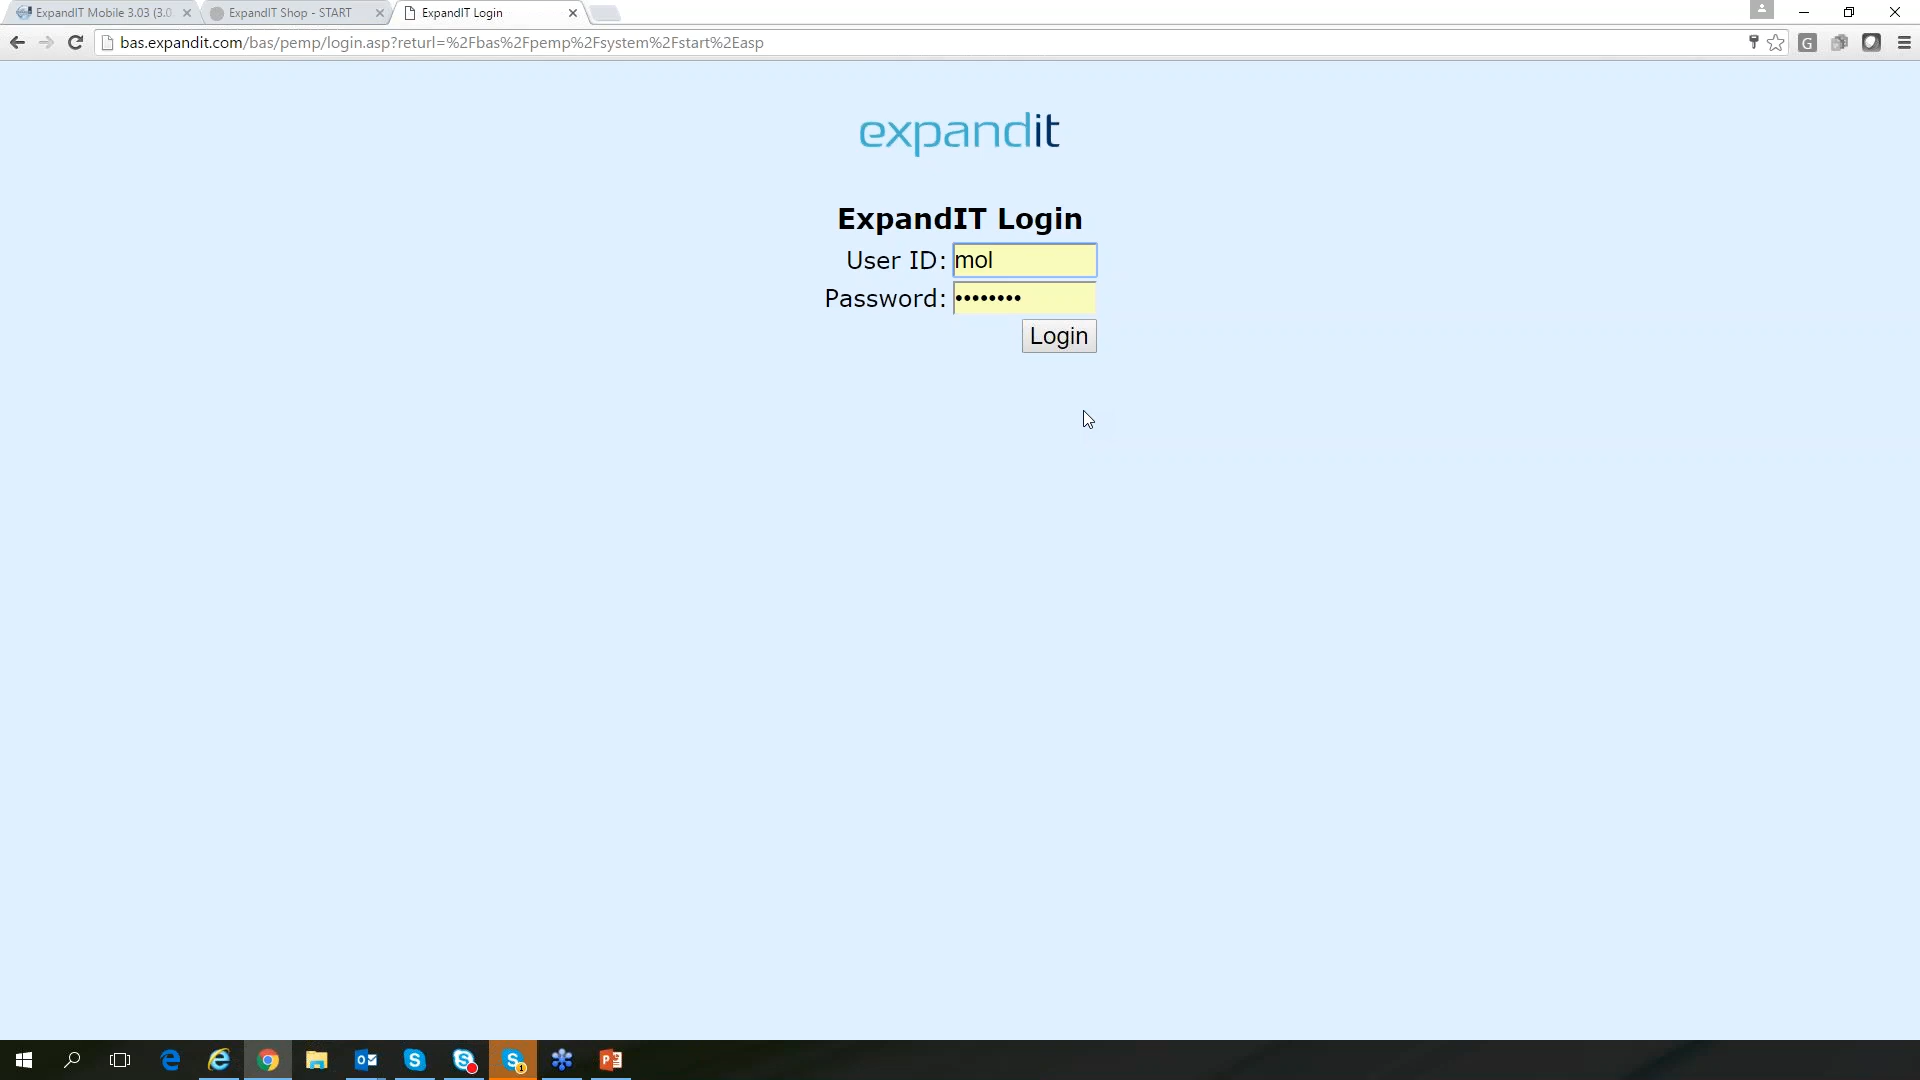 ExpandIT Mobile 3.03 (3.0.
ExpandIT Shop - START
ExpandIT Login
bas.expandit.com/bas/pemp/login.asp?returl=%2Fbas%2Fpemp%2Fsystem%2Fstart%2Easp
G
expandit
ExpandIT Login
User ID: mol
Password: ••••••••
Login